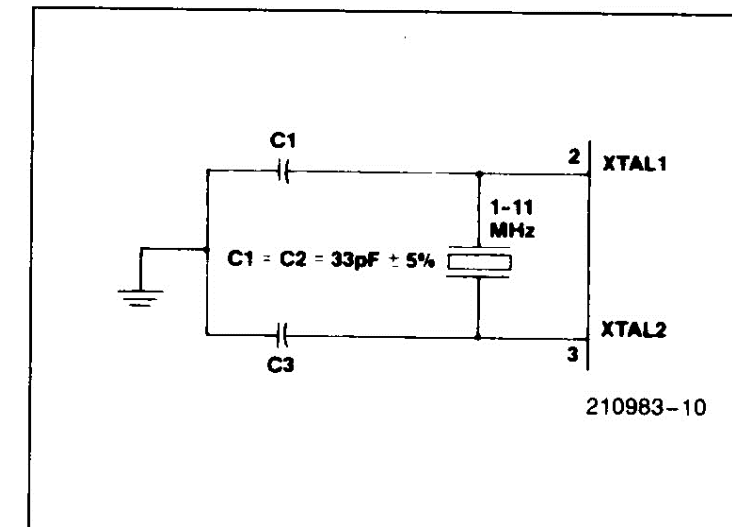 C1
2 XTAL1
1-11
MHz
C1 = C2 = 33pF ± 5%
XTAL2
3
C3
210983-10